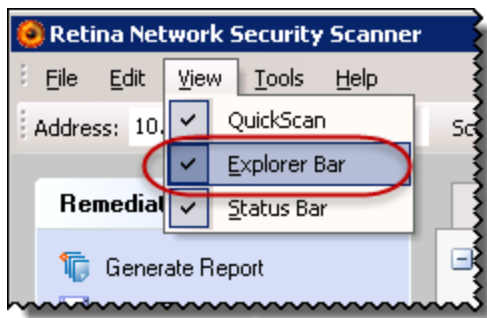 Retina Network Security Scanner
File Edit View Tools Help
Address: 10.
QuickScan
Explorer Bar
Status Bar
Generate Report